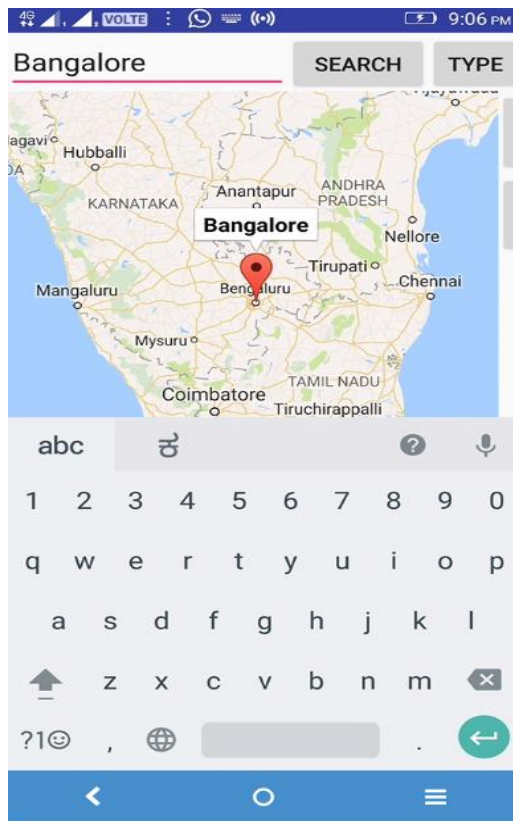 4G VOLTE 9:06 PM
Bangalore SEARCH TYPE
Hubballi
KARNATAKA
Anantapur
ANDHRA PRADESH
Bangalore
Nellore
Tirupati
Mangaluru
Bengaluru
Chennai
Mysuru
Coimbatore
TAMIL NADU
Tiruchirappalli
abc ಕ ?
1 2 3 4 5 6 7 8 9 0
q w e r t y u i o p
a s d f g h j k l
z x c v b n m
?1☺ , .